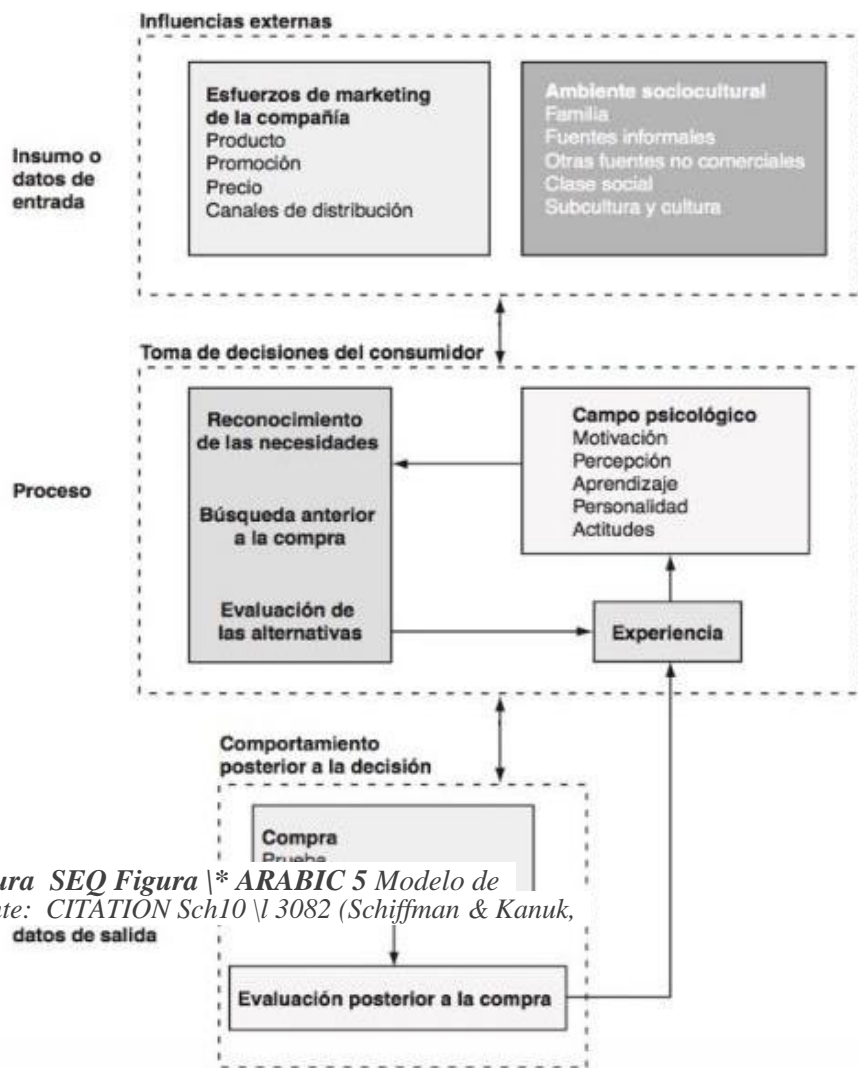 Influencias externas
Insumo o
datos de
entrada
Esfuerzos de marketing
de la compañía
Producto
Promoción
Precio
Canales de distribución
Ambiente sociocultural
Familia
Fuentes informales
Otras fuentes no comerciales
Clase social
Subcultura y cultura
Toma de decisiones del consumidor
Proceso
Reconocimiento
de las necesidades
Búsqueda anterior
a la compra
Evaluación de
las alternativas
Campo psicológico
Motivación
Percepción
Aprendizaje
Personalidad
Actitudes
Experiencia
Comportamiento
posterior a la decisión
Compra
Prueba
ura SEQ Figura \* ARABIC 5 Modelo de
nte: CITATION Sch10 \l 3082 (Schiffman & Kanuk,
datos de salida
Evaluación posterior a la compra